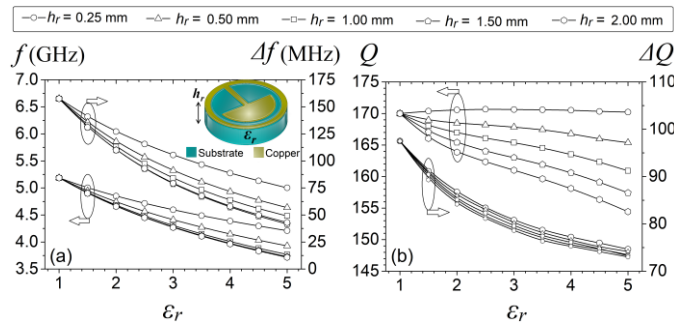 hr = 0.25 mm hr = 0.50 mm hr = 1.00 mm hr = 1.50 mm hr = 2.00 mm
f (GHz) Δf (MHz) Q ΔQ
7.0
6.5
6.0
5.5
5.0
4.5
4.0
3.5
175
150
125
100
75
50
25
0
hr
εr
Substrate Copper
(a)
1 2 3 4 5
εr
175
170
165
160
155
150
145
110
100
90
80
70
(b)
1 2 3 4 5
εr